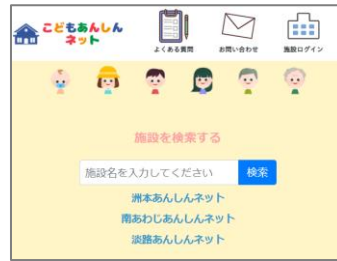 こどもあんしん
ネット
よくある質問
お問い合わせ
施設ログイン
施設を検索する
施設名を入力してください
検索
洲本あんしんネット
南あわじあんしんネット
淡路あんしんネット